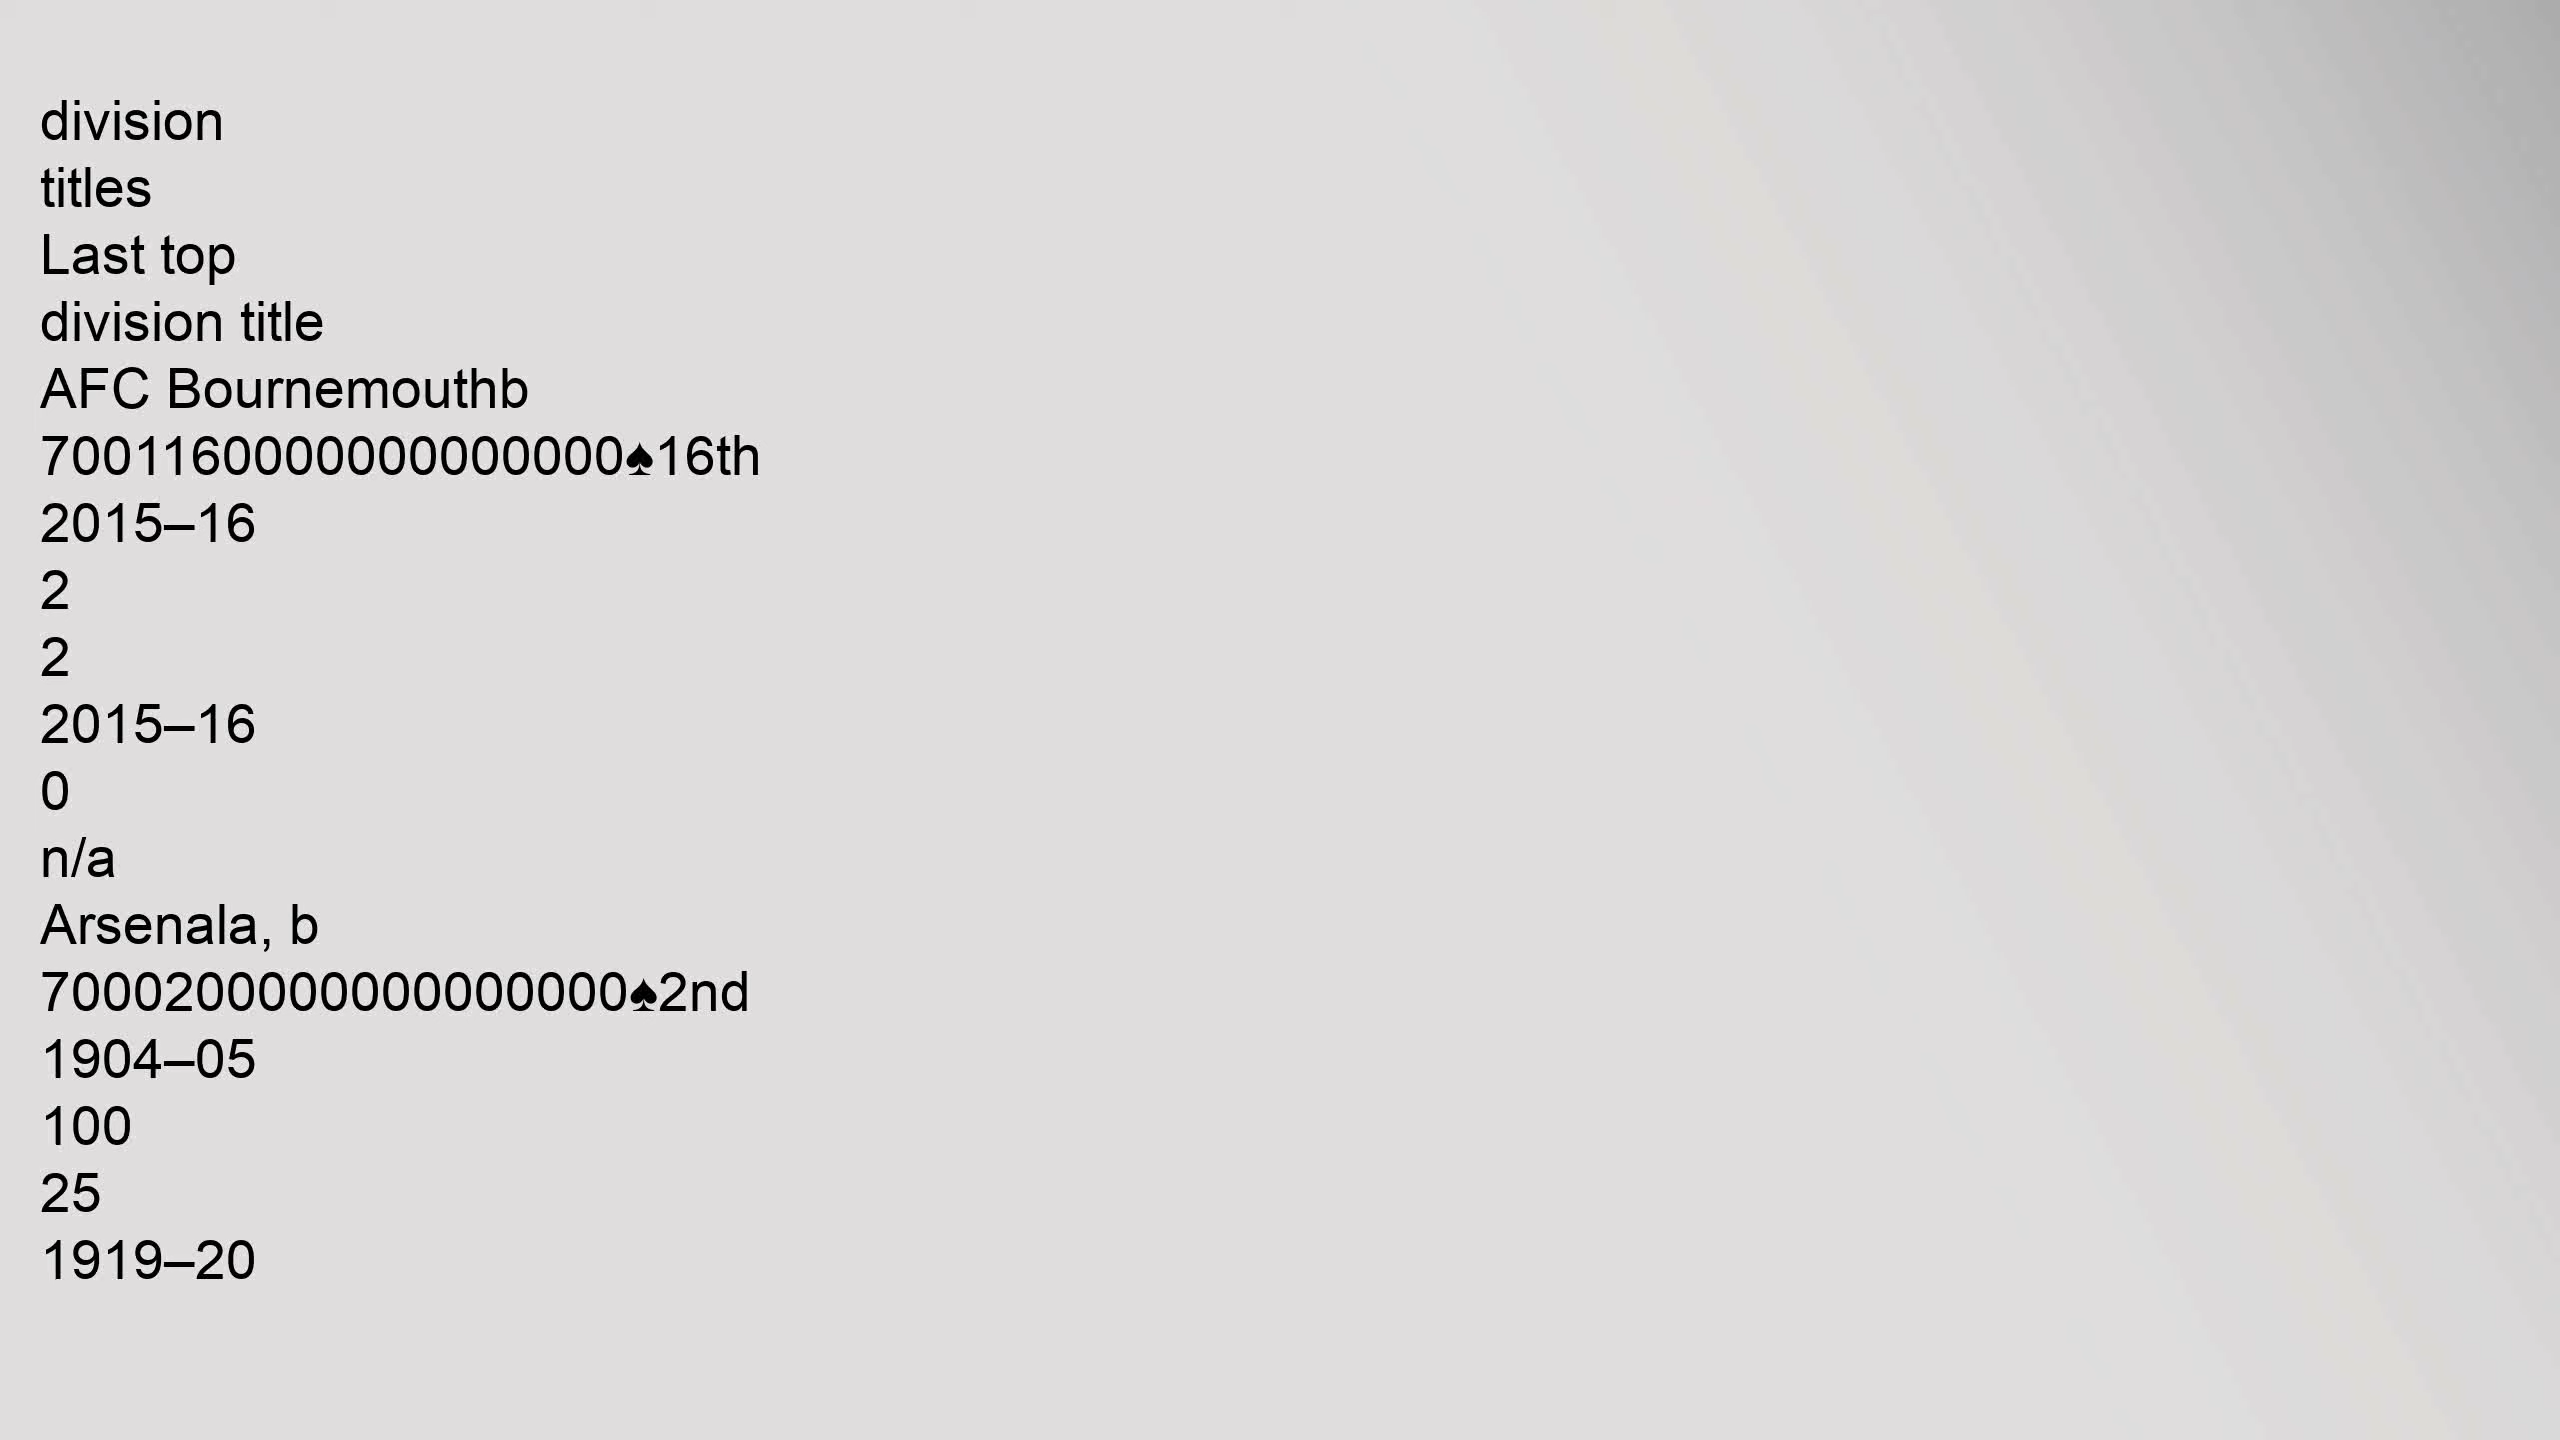 division
titles
Last top
division title
AFC Bournemouthb
7001160000000000000♠16th
2015–16
2
2
2015–16
0
n/a
Arsenala, b
7000200000000000000♠2nd
1904–05
100
25
1919–20